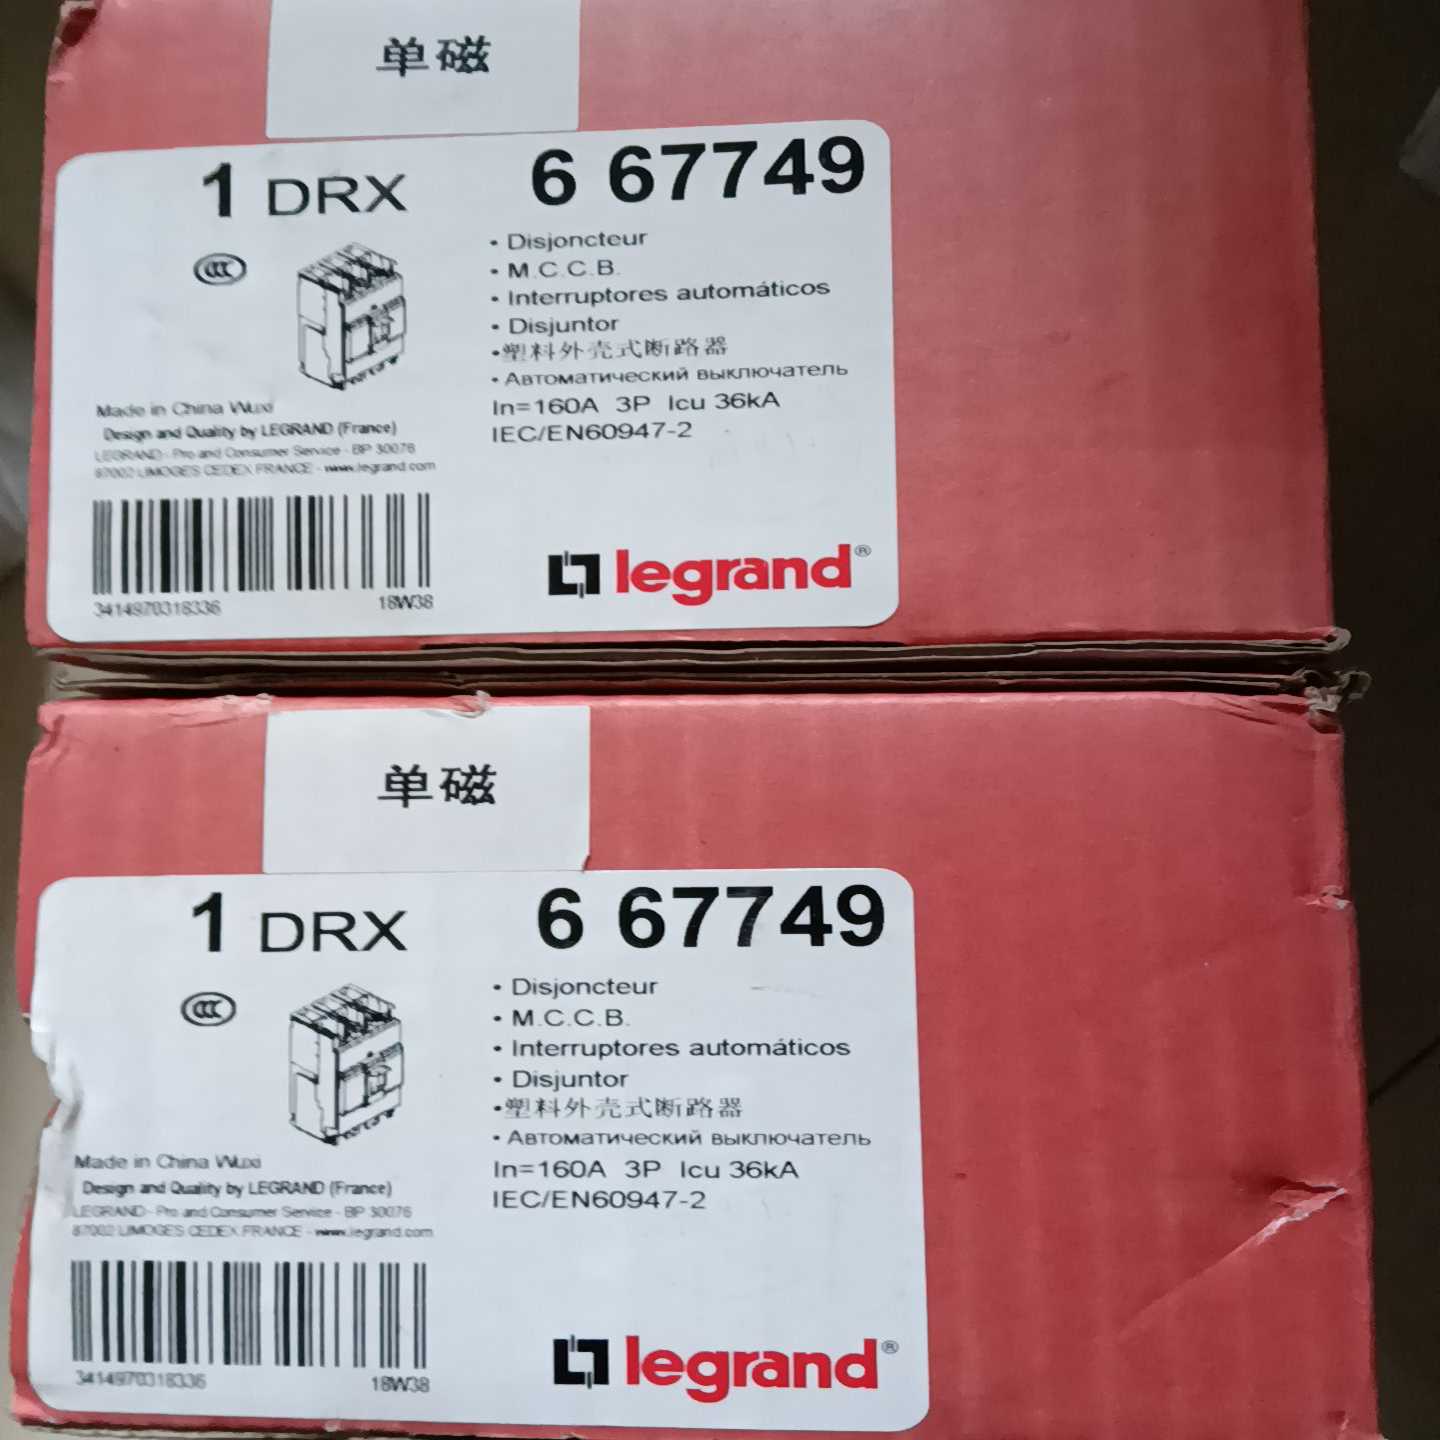 单磁
1 DRX 6 67749
CCC
• Disjoncteur
• M.C.C.B.
• Interruptores automáticos
• Disjuntor
•塑料外壳式断路器
• Автоматический выключатель
In=160A 3P Icu 36kA
IEC/EN60947-2
Made in China Wuxi
Design and Quality by LEGRAND (France)
LEGRAND - Pro and Consumer Service - BP 30076
87002 LIMOGES CEDEX FRANCE - www.legrand.com
3414970318336 18W38
legrand®
单磁
1 DRX 6 67749
CCC
• Disjoncteur
• M.C.C.B.
• Interruptores automáticos
• Disjuntor
•塑料外壳式断路器
• Автоматический выключатель
In=160A 3P Icu 36kA
IEC/EN60947-2
Made in China Wuxi
Design and Quality by LEGRAND (France)
LEGRAND - Pro and Consumer Service - BP 30076
87002 LIMOGES CEDEX FRANCE - www.legrand.com
3414970318336 18W38
legrand®